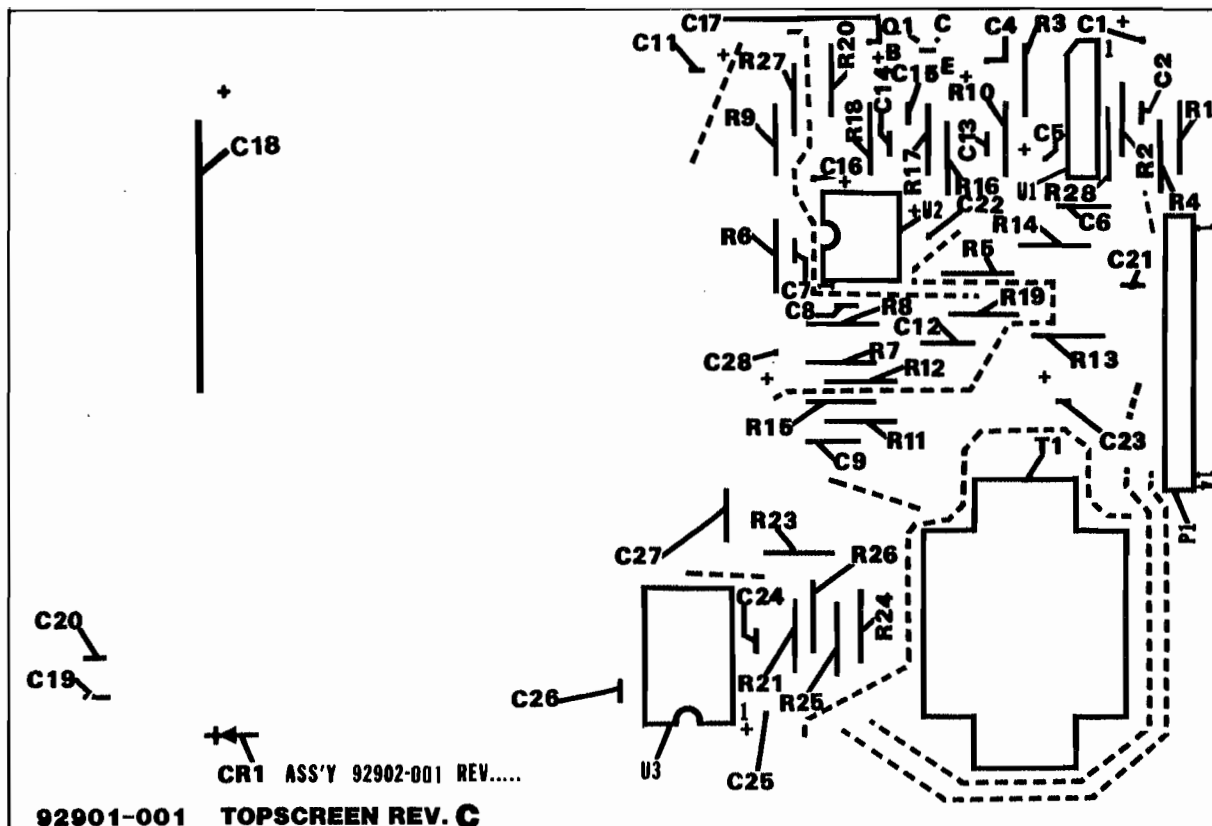 C17
Q1
C
C4
R3
C1 +
C11
+
R27
R20
+B
E
C14
C15
+
R10
1
C2
R1
+
C18
R9
R18
R17
C13
+
C5
R2
C16
+
R16
U1
R28
R4
+U2
C22
C6
R6
R14
C21
R5
C7
C8
R8
R19
C12
C28
+
R7
R12
R13
+
R15
R11
C23
C9
T1
R23
C27
R26
P1
C24
R24
C20
C19
R21
R25
C26
1
+
U3
C25
CR1 ASS'Y 92902-001 REV.....
92901-001 TOPSCREEN REV. C